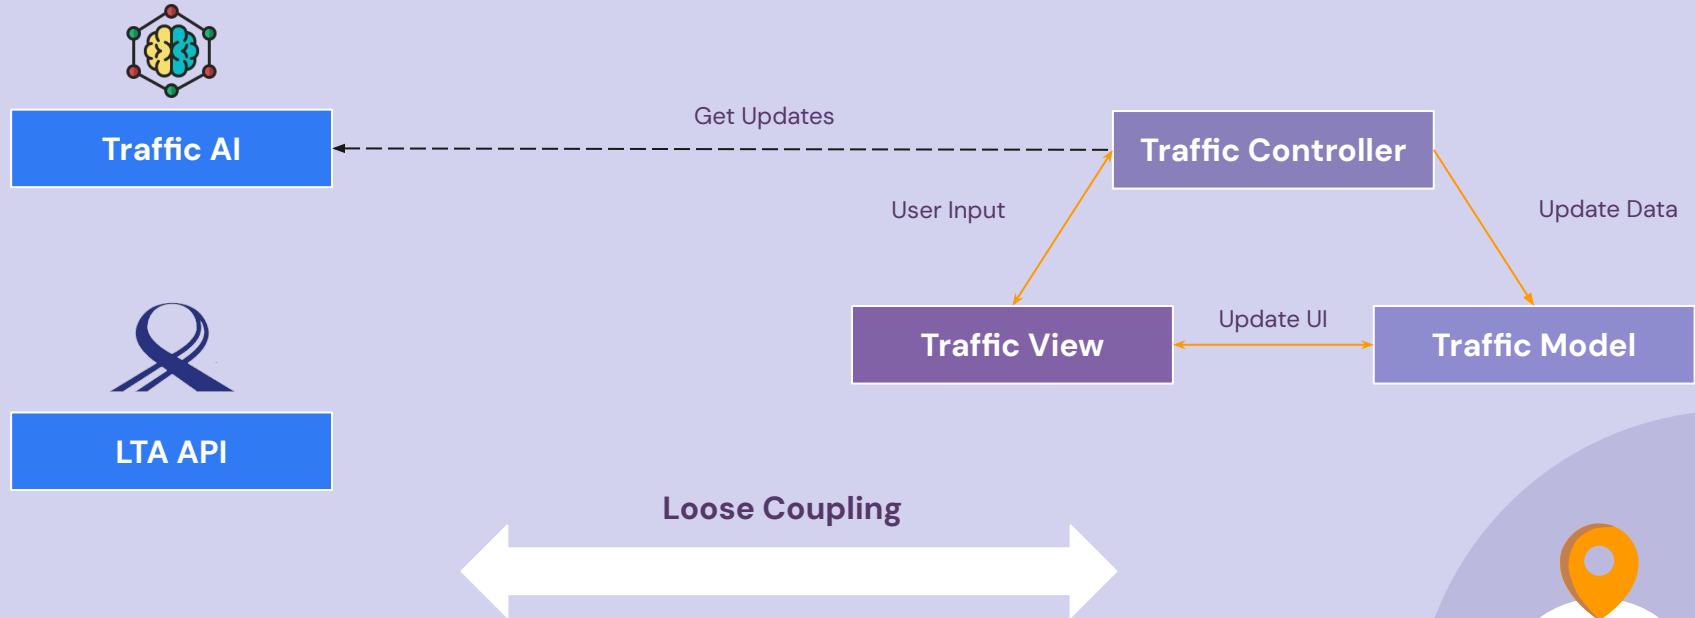 Get Updates
Traffic AI
Traffic Controller
User Input
Update Data
Update UI
Traffic View
Traffic Model
LTA API
Loose Coupling